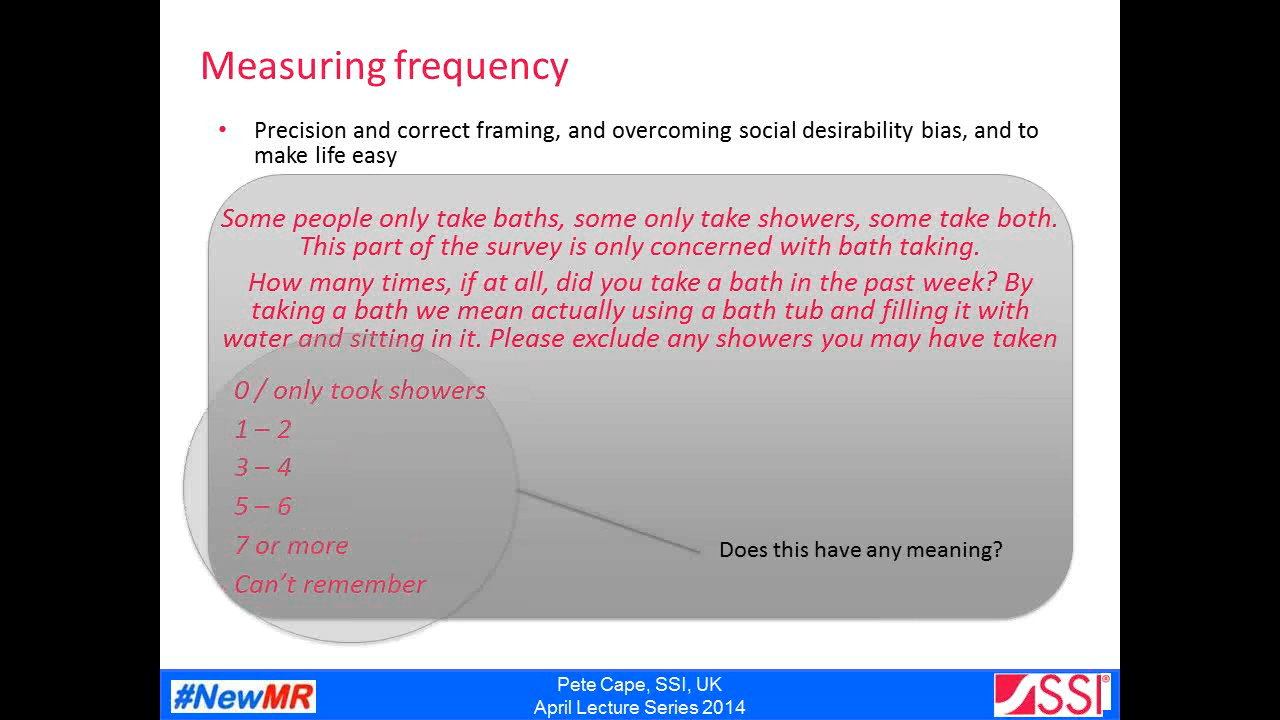 Measuring frequency
• Precision and correct framing, and overcoming social desirability bias, and to
make life easy
Some people only take baths, some only take showers, some take both.
This part of the survey is only concerned with bath taking.
How many times, if at all, did you take a bath in the past week? By
taking a bath we mean actually using a bath tub and filling it with
water and sitting in it. Please exclude any showers you may have taken
0 / only took showers
1 – 2
3 – 4
5 – 6
7 or more
Can't remember
Does this have any meaning?
#NewMR
Pete Cape, SSI, UK
April Lecture Series 2014
SSI®